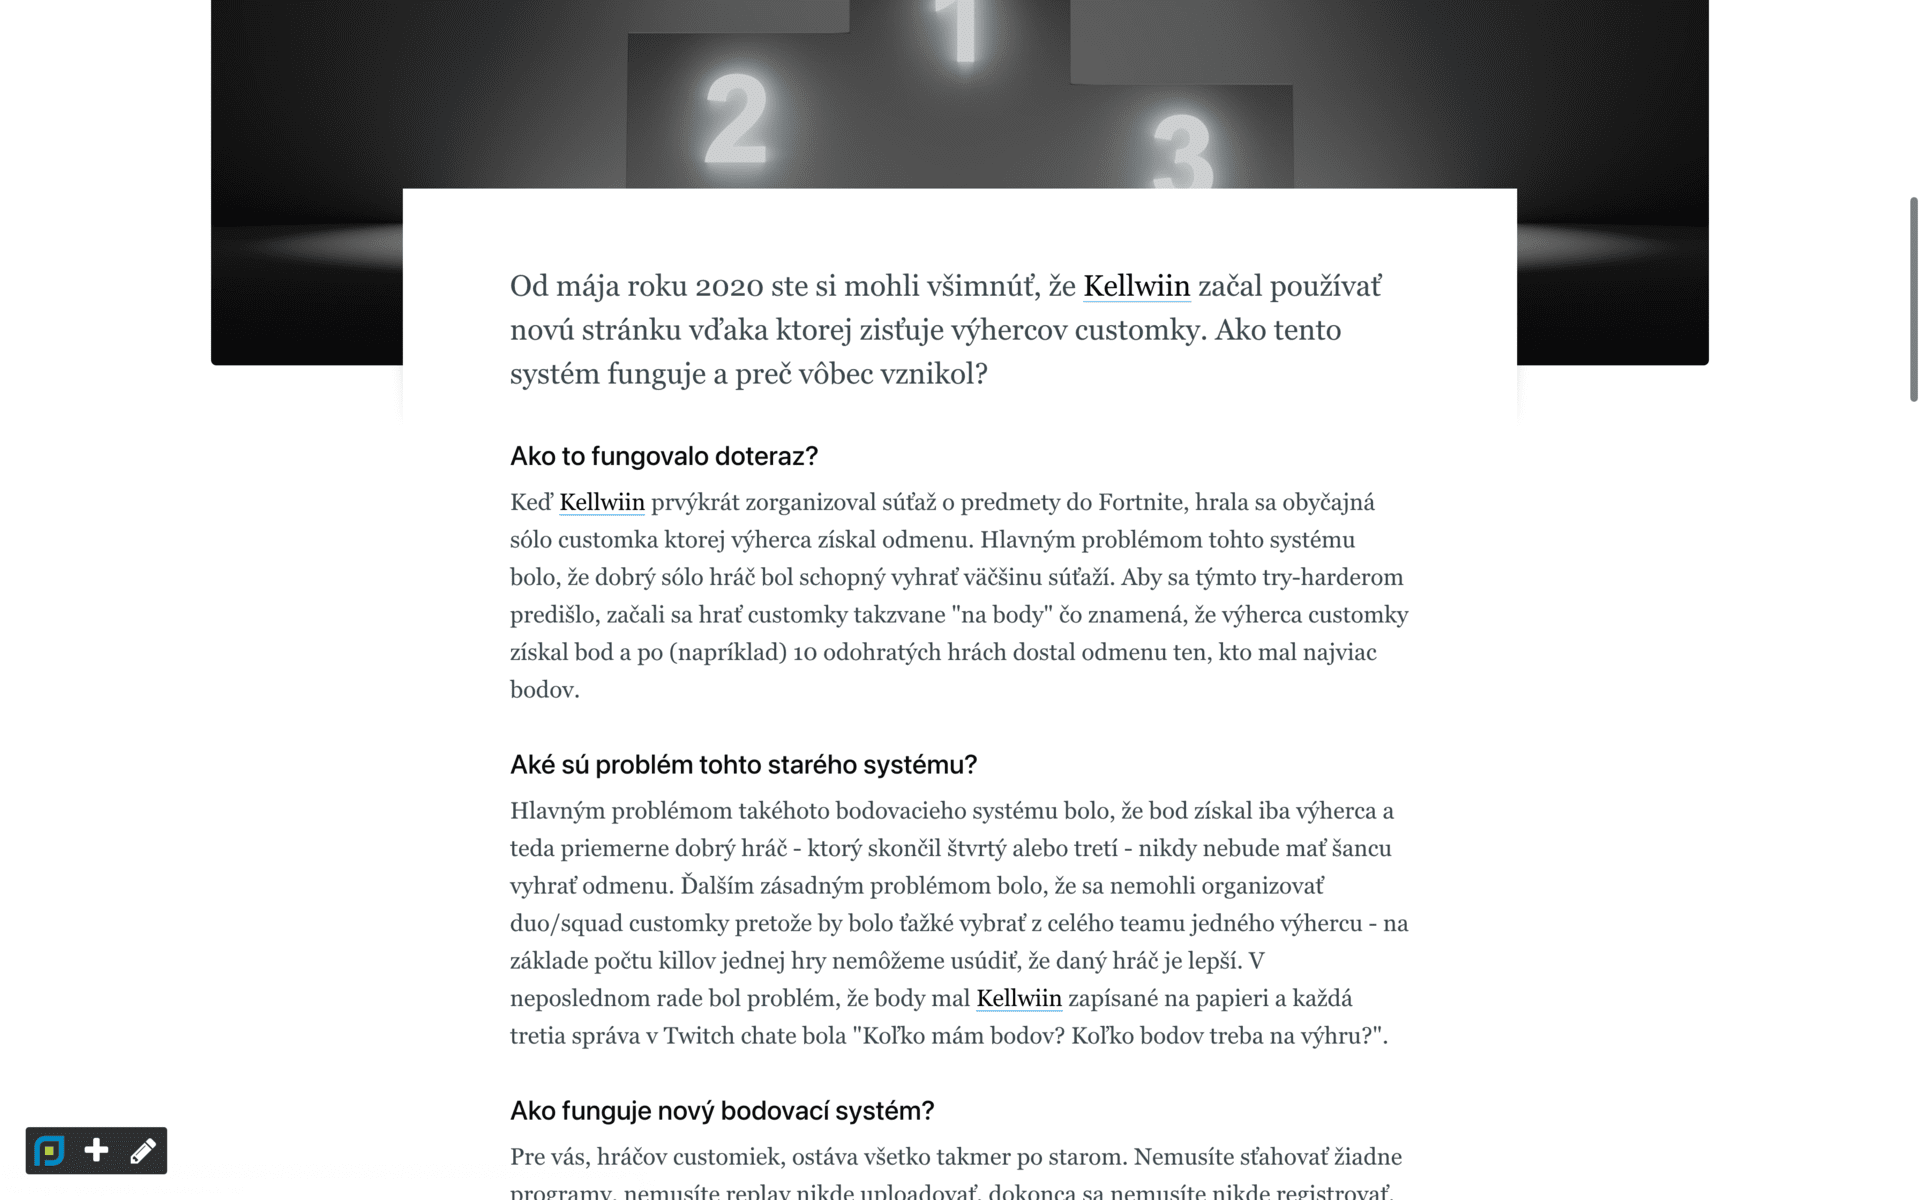 1
2
3
Od mája roku 2020 ste si mohli všimnúť, že Kellwiin začal používať
novú stránku vďaka ktorej zisťuje výhercov customky. Ako tento
systém funguje a preč vôbec vznikol?
Ako to fungovalo doteraz?
Keď Kellwiin prvýkrát zorganizoval súťaž o predmety do Fortnite, hrala sa obyčajná
sólo customka ktorej výherca získal odmenu. Hlavným problémom tohto systému
bolo, že dobrý sólo hráč bol schopný vyhrať väčšinu súťaží. Aby sa týmto try-harderom
predišlo, začali sa hrať customky takzvane "na body" čo znamená, že výherca customky
získal bod a po (napríklad) 10 odohratých hrách dostal odmenu ten, kto mal najviac
bodov.
Aké sú problém tohto starého systému?
Hlavným problémom takéhoto bodovacieho systému bolo, že bod získal iba výherca a
teda priemerne dobrý hráč - ktorý skončil štvrtý alebo tretí - nikdy nebude mať šancu
vyhrať odmenu. Ďalším zásadným problémom bolo, že sa nemohli organizovať
duo/squad customky pretože by bolo ťažké vybrať z celého teamu jedného výhercu - na
základe počtu killov jednej hry nemôžeme usúdiť, že daný hráč je lepší. V
neposlednom rade bol problém, že body mal Kellwiin zapísané na papieri a každá
tretia správa v Twitch chate bola "Koľko mám bodov? Koľko bodov treba na výhru?".
Ako funguje nový bodovací systém?
Pre vás, hráčov customiek, ostáva všetko takmer po starom. Nemusíte sťahovať žiadne
programy, nemusíte replay nikde uploadovať, dokonca sa nemusíte nikde registrovať.